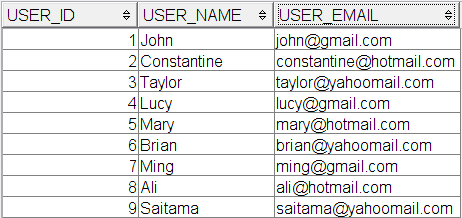 USER_ID USER_NAME USER_EMAIL
1 John john@gmail.com
2 Constantine constantine@hotmail.com
3 Taylor taylor@yahoomail.com
4 Lucy lucy@gmail.com
5 Mary mary@hotmail.com
6 Brian brian@yahoomail.com
7 Ming ming@gmail.com
8 Ali ali@hotmail.com
9 Saitama saitama@yahoomail.com